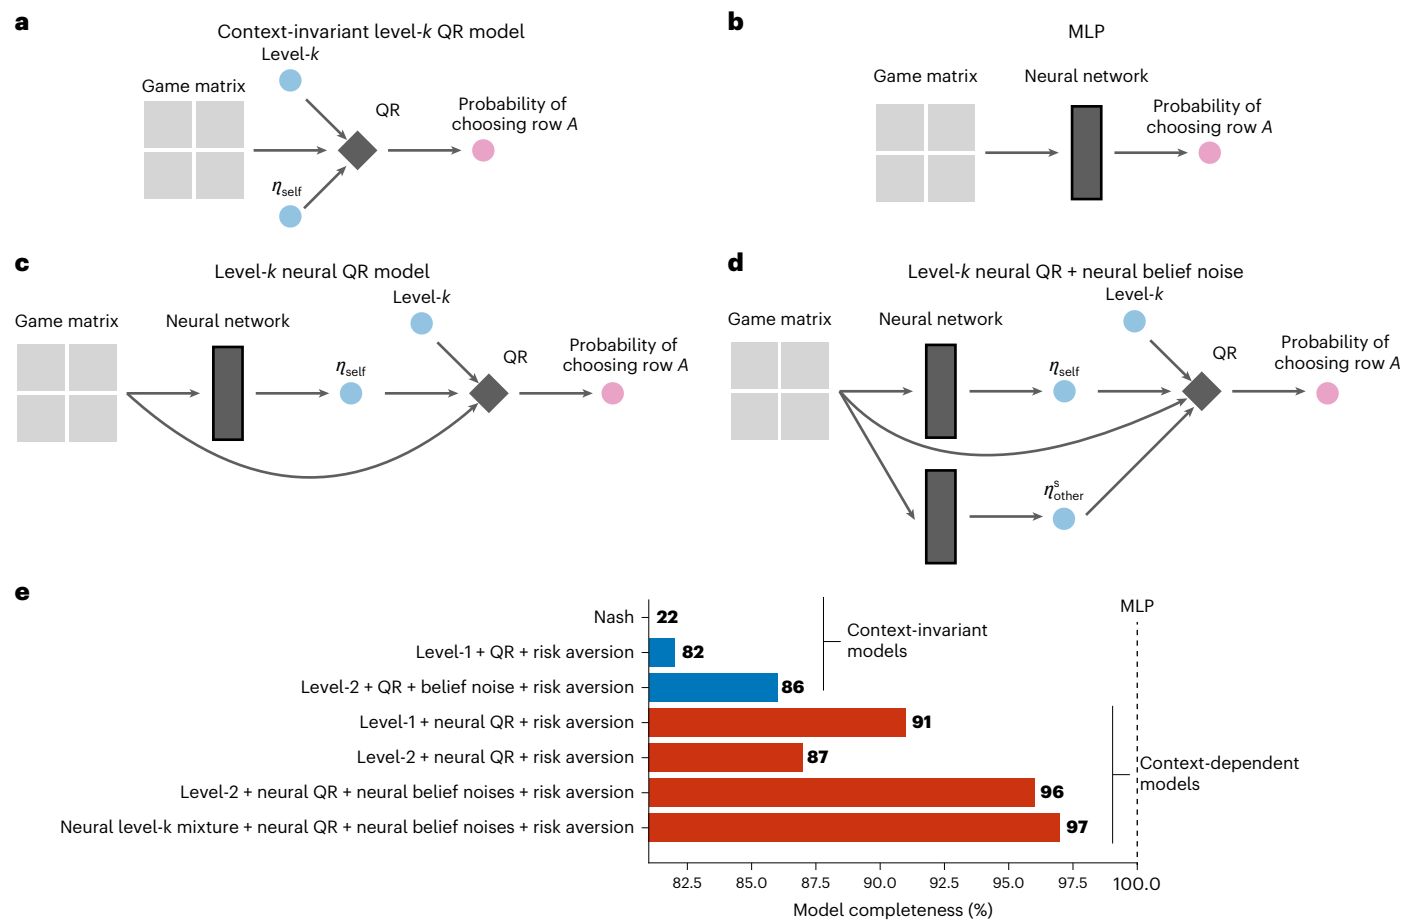 a
Context-invariant level-k QR model
Level-k
Game matrix
QR
Probability of
choosing row A
ηself
b
MLP
Game matrix
Neural network
Probability of
choosing row A
c
Level-k neural QR model
Level-k
Game matrix
Neural network
QR
Probability of
choosing row A
ηself
d
Level-k neural QR + neural belief noise
Level-k
Game matrix
Neural network
QR
Probability of
choosing row A
ηself
ηsother
e
MLP
Nash
22
Context-invariant
models
Level-1 + QR + risk aversion
82
Level-2 + QR + belief noise + risk aversion
86
Level-1 + neural QR + risk aversion
91
Level-2 + neural QR + risk aversion
87
Context-dependent
models
Level-2 + neural QR + neural belief noises + risk aversion
96
Neural level-k mixture + neural QR + neural belief noises + risk aversion
97
82.5 85.0 87.5 90.0 92.5 95.0 97.5 100.0
Model completeness (%)